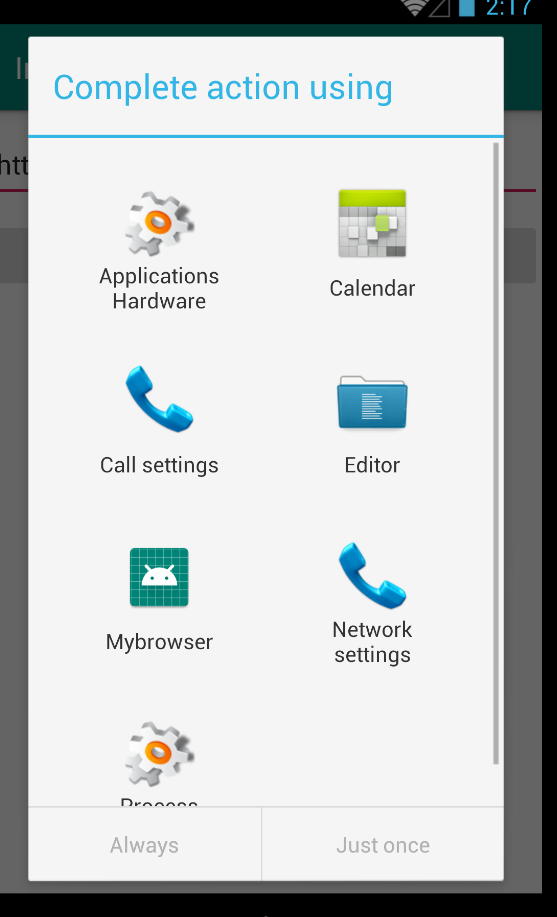 2:17
Complete action using
htt
Applications
Hardware
Calendar
Call settings
Editor
Mybrowser
Network
settings
Process
Always
Just once